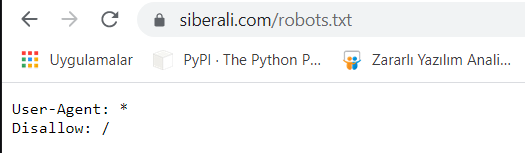 siberali.com/robots.txt
Uygulamalar
PyPI · The Python P...
Zararlı Yazılım Anali...
User-Agent: *
Disallow: /